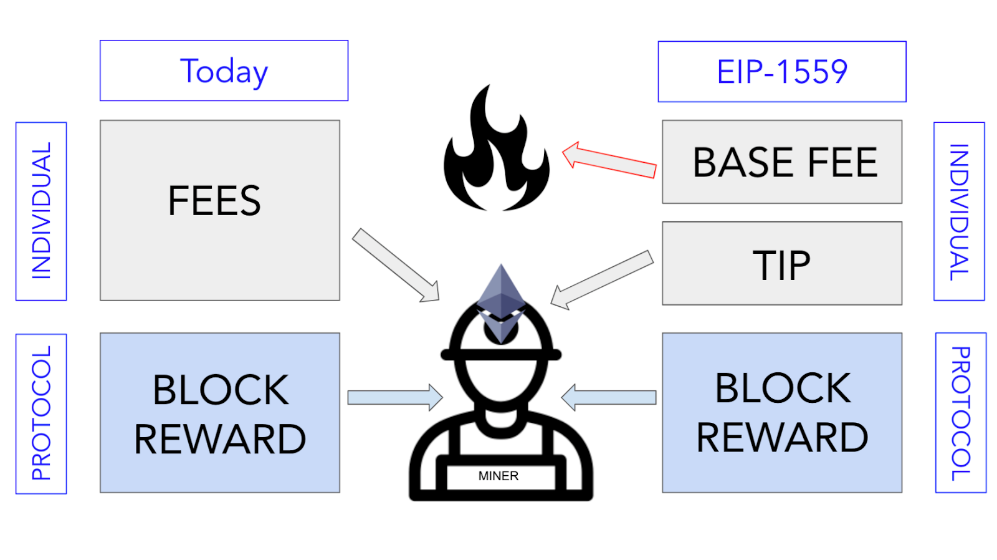 Today
EIP-1559
INDIVIDUAL
FEES
BASE FEE
TIP
INDIVIDUAL
PROTOCOL
BLOCK
REWARD
MINER
BLOCK
REWARD
PROTOCOL